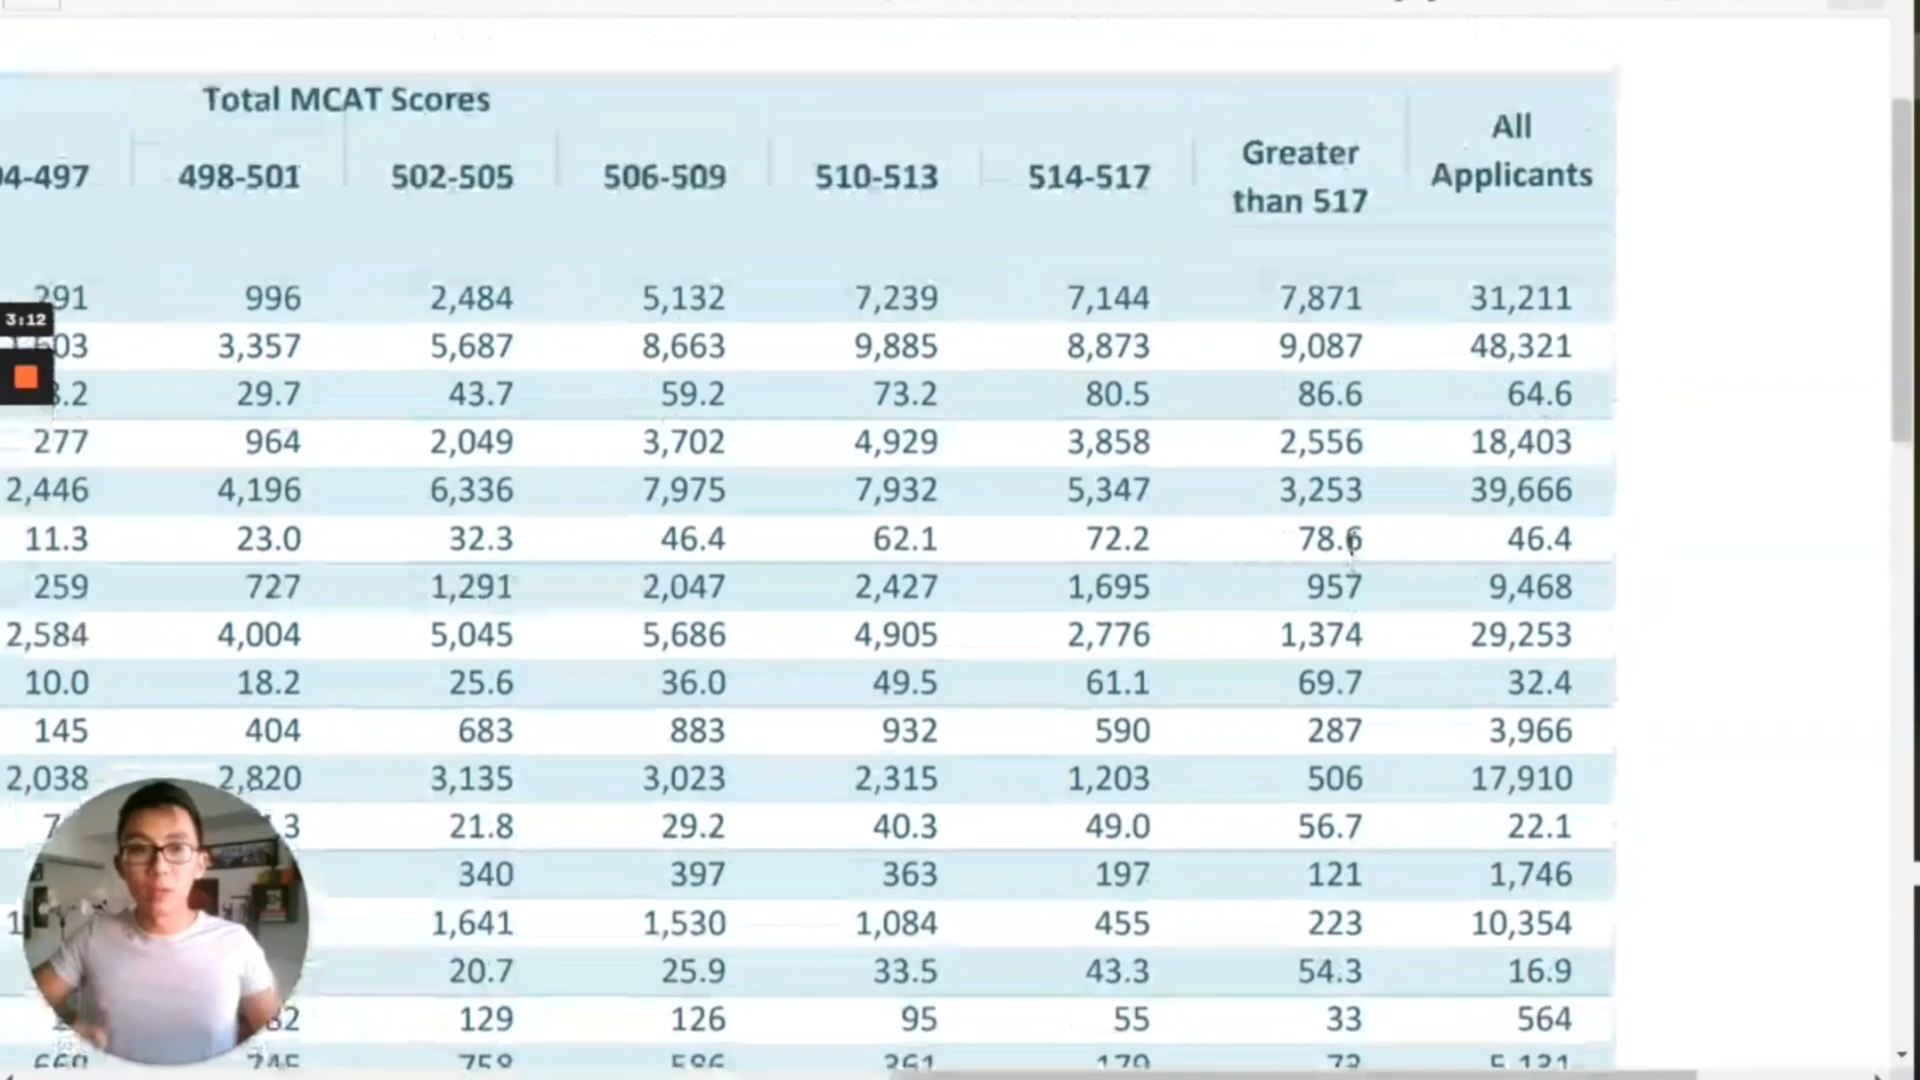 Total MCAT Scores
4-497 498-501 502-505 506-509 510-513 514-517 Greater than 517 All Applicants
291 996 2,484 5,132 7,239 7,144 7,871 31,211
3:12
03 3,357 5,687 8,663 9,885 8,873 9,087 48,321
.2 29.7 43.7 59.2 73.2 80.5 86.6 64.6
277 964 2,049 3,702 4,929 3,858 2,556 18,403
2,446 4,196 6,336 7,975 7,932 5,347 3,253 39,666
11.3 23.0 32.3 46.4 62.1 72.2 78.6 46.4
259 727 1,291 2,047 2,427 1,695 957 9,468
2,584 4,004 5,045 5,686 4,905 2,776 1,374 29,253
10.0 18.2 25.6 36.0 49.5 61.1 69.7 32.4
145 404 683 883 932 590 287 3,966
2,038 2,820 3,135 3,023 2,315 1,203 506 17,910
7 3 21.8 29.2 40.3 49.0 56.7 22.1
340 397 363 197 121 1,746
1 1,641 1,530 1,084 455 223 10,354
20.7 25.9 33.5 43.3 54.3 16.9
82 129 126 95 55 33 564